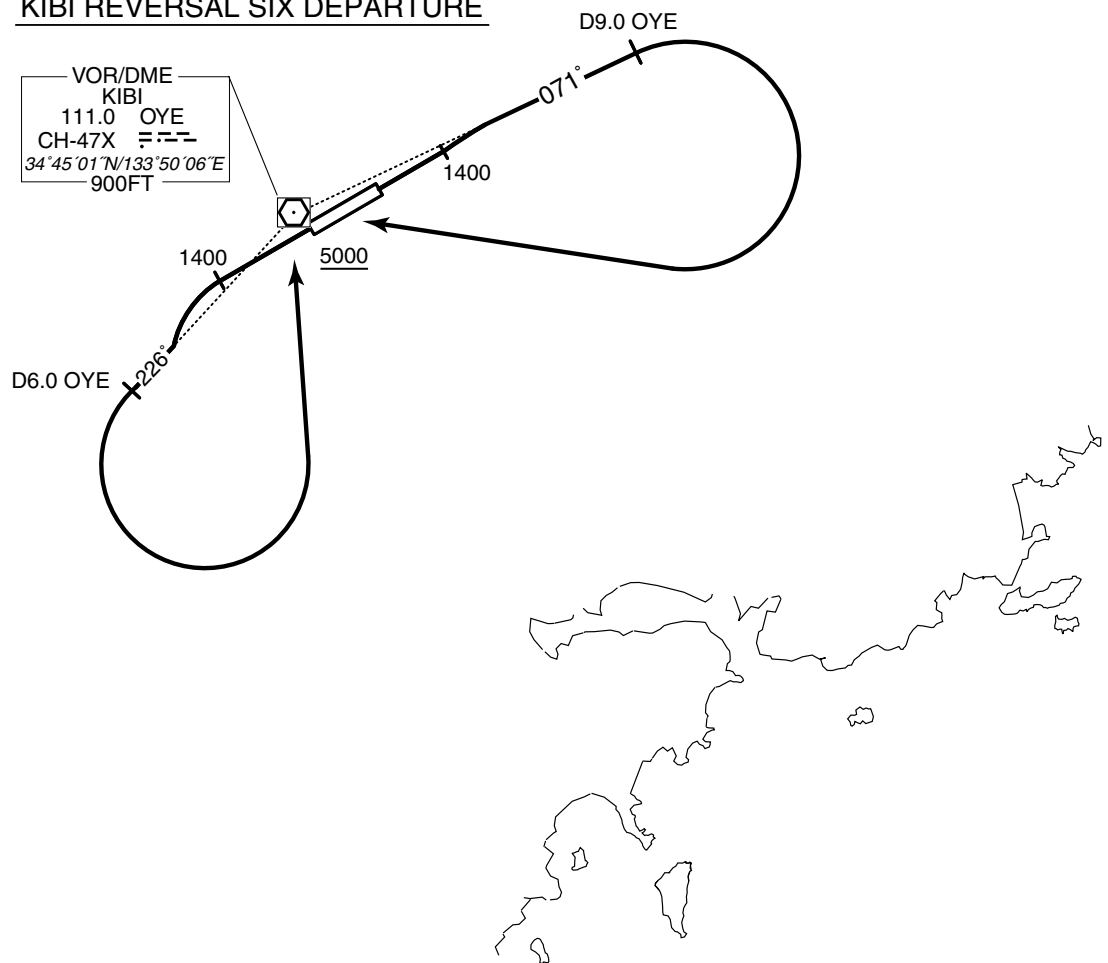 KIBI REVERSAL SIX DEPARTURE
D9.0 OYE
VOR/DME
KIBI
111.0 OYE
CH-47X
34°45´01˝N/133°50´06˝E
900FT
071°
1400
1400
5000
226°
D6.0 OYE